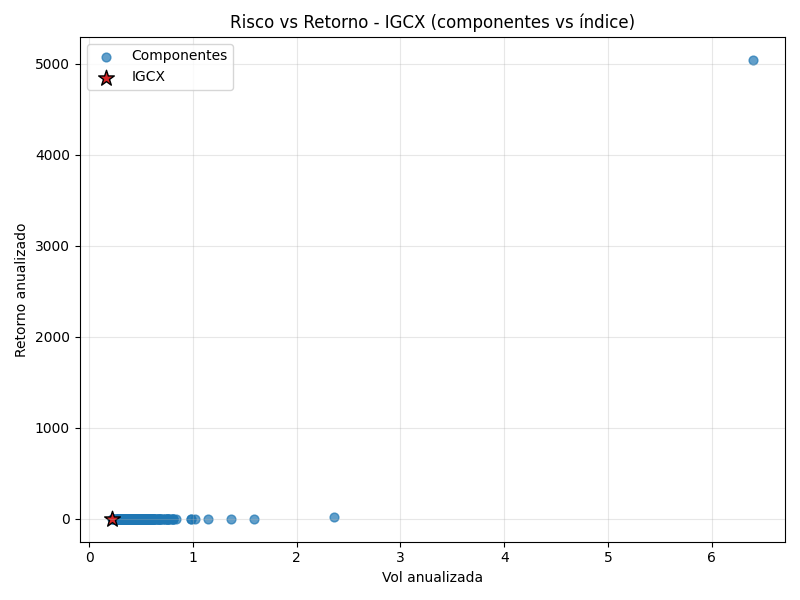 Risco vs Retorno - IGCX (componentes vs índice)
Componentes
IGCX
Retorno anualizado
5000
4000
3000
2000
1000
0
0 1 2 3 4 5 6
Vol anualizada